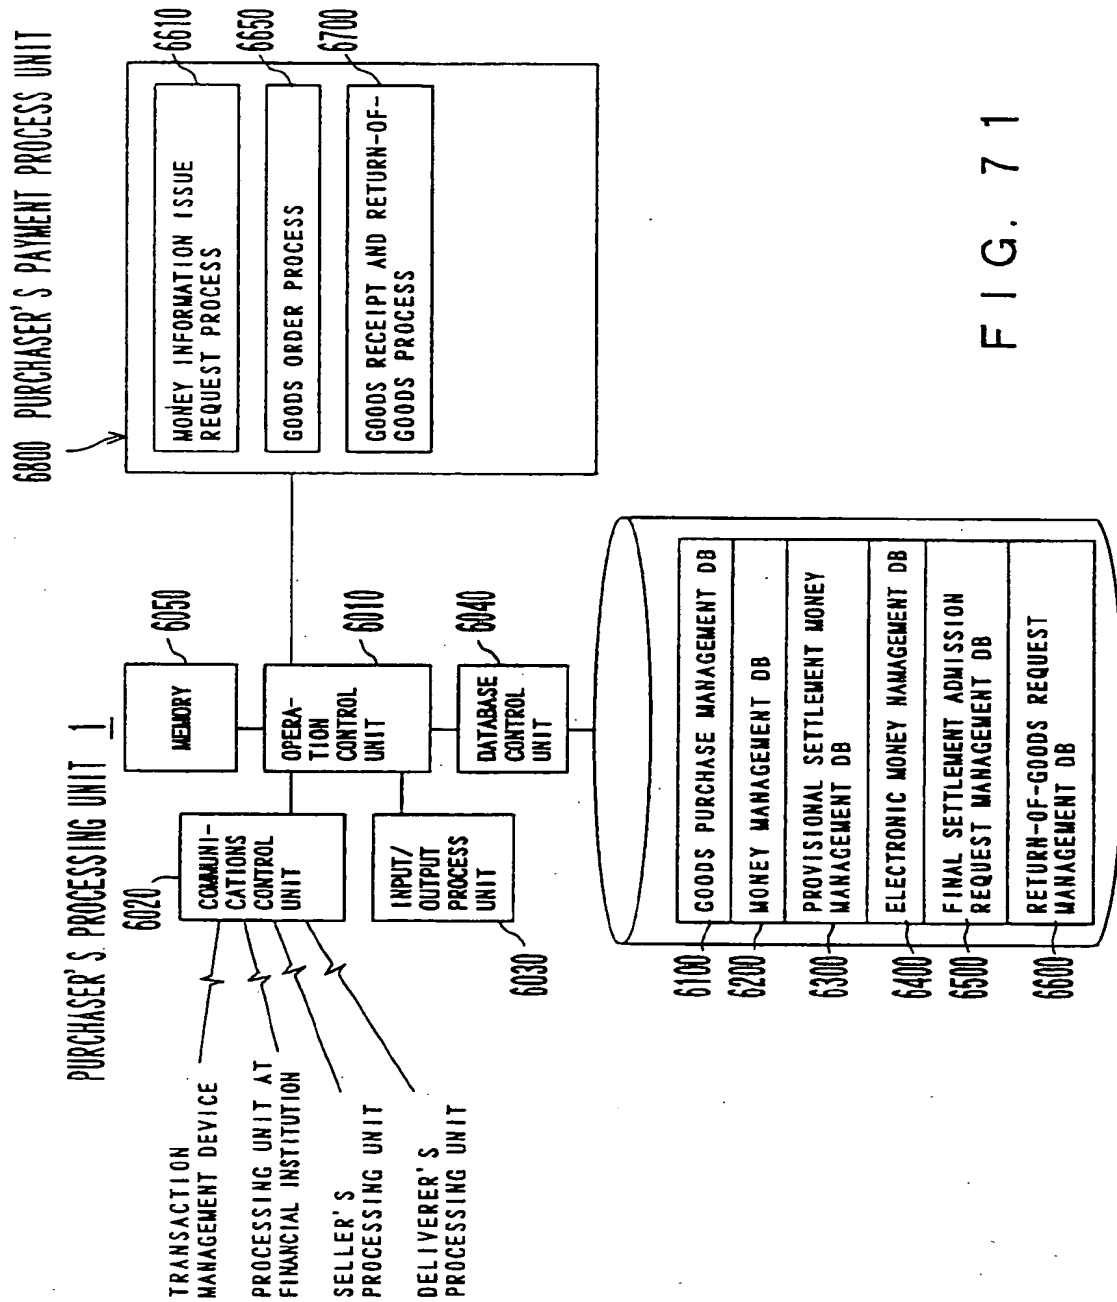 6800 PURCHASER'S PAYMENT PROCESS UNIT
PURCHASER'S PROCESSING UNIT 1
MONEY INFORMATION ISSUE
REQUEST PROCESS
6610
GOODS ORDER PROCESS
6650
GOODS RECEIPT AND RETURN-OF-
GOODS PROCESS
6700
MEMORY
6050
6020
COMMUNI-
CATIONS
CONTROL
UNIT
OPERA-
TION
CONTROL
UNIT
6010
INPUT/
OUTPUT
PROCESS
UNIT
6030
DATABASE
CONTROL
UNIT
6040
TRANSACTION
MANAGEMENT DEVICE
PROCESSING UNIT AT
FINANCIAL INSTITUTION
SELLER'S
PROCESSING UNIT
DELIVERER'S
PROCESSING UNIT
6100
GOODS PURCHASE MANAGEMENT DB
6200
MONEY MANAGEMENT DB
6300
PROVISIONAL SETTLEMENT MONEY
MANAGEMENT DB
6400
ELECTRONIC MONEY NAMAGEMENT DB
6500
FINAL SETTLEMENT ADMISSION
REQUEST MANAGEMENT DB
6600
RETURN-OF-GOODS REQUEST
MANAGEMENT DB
FIG. 71